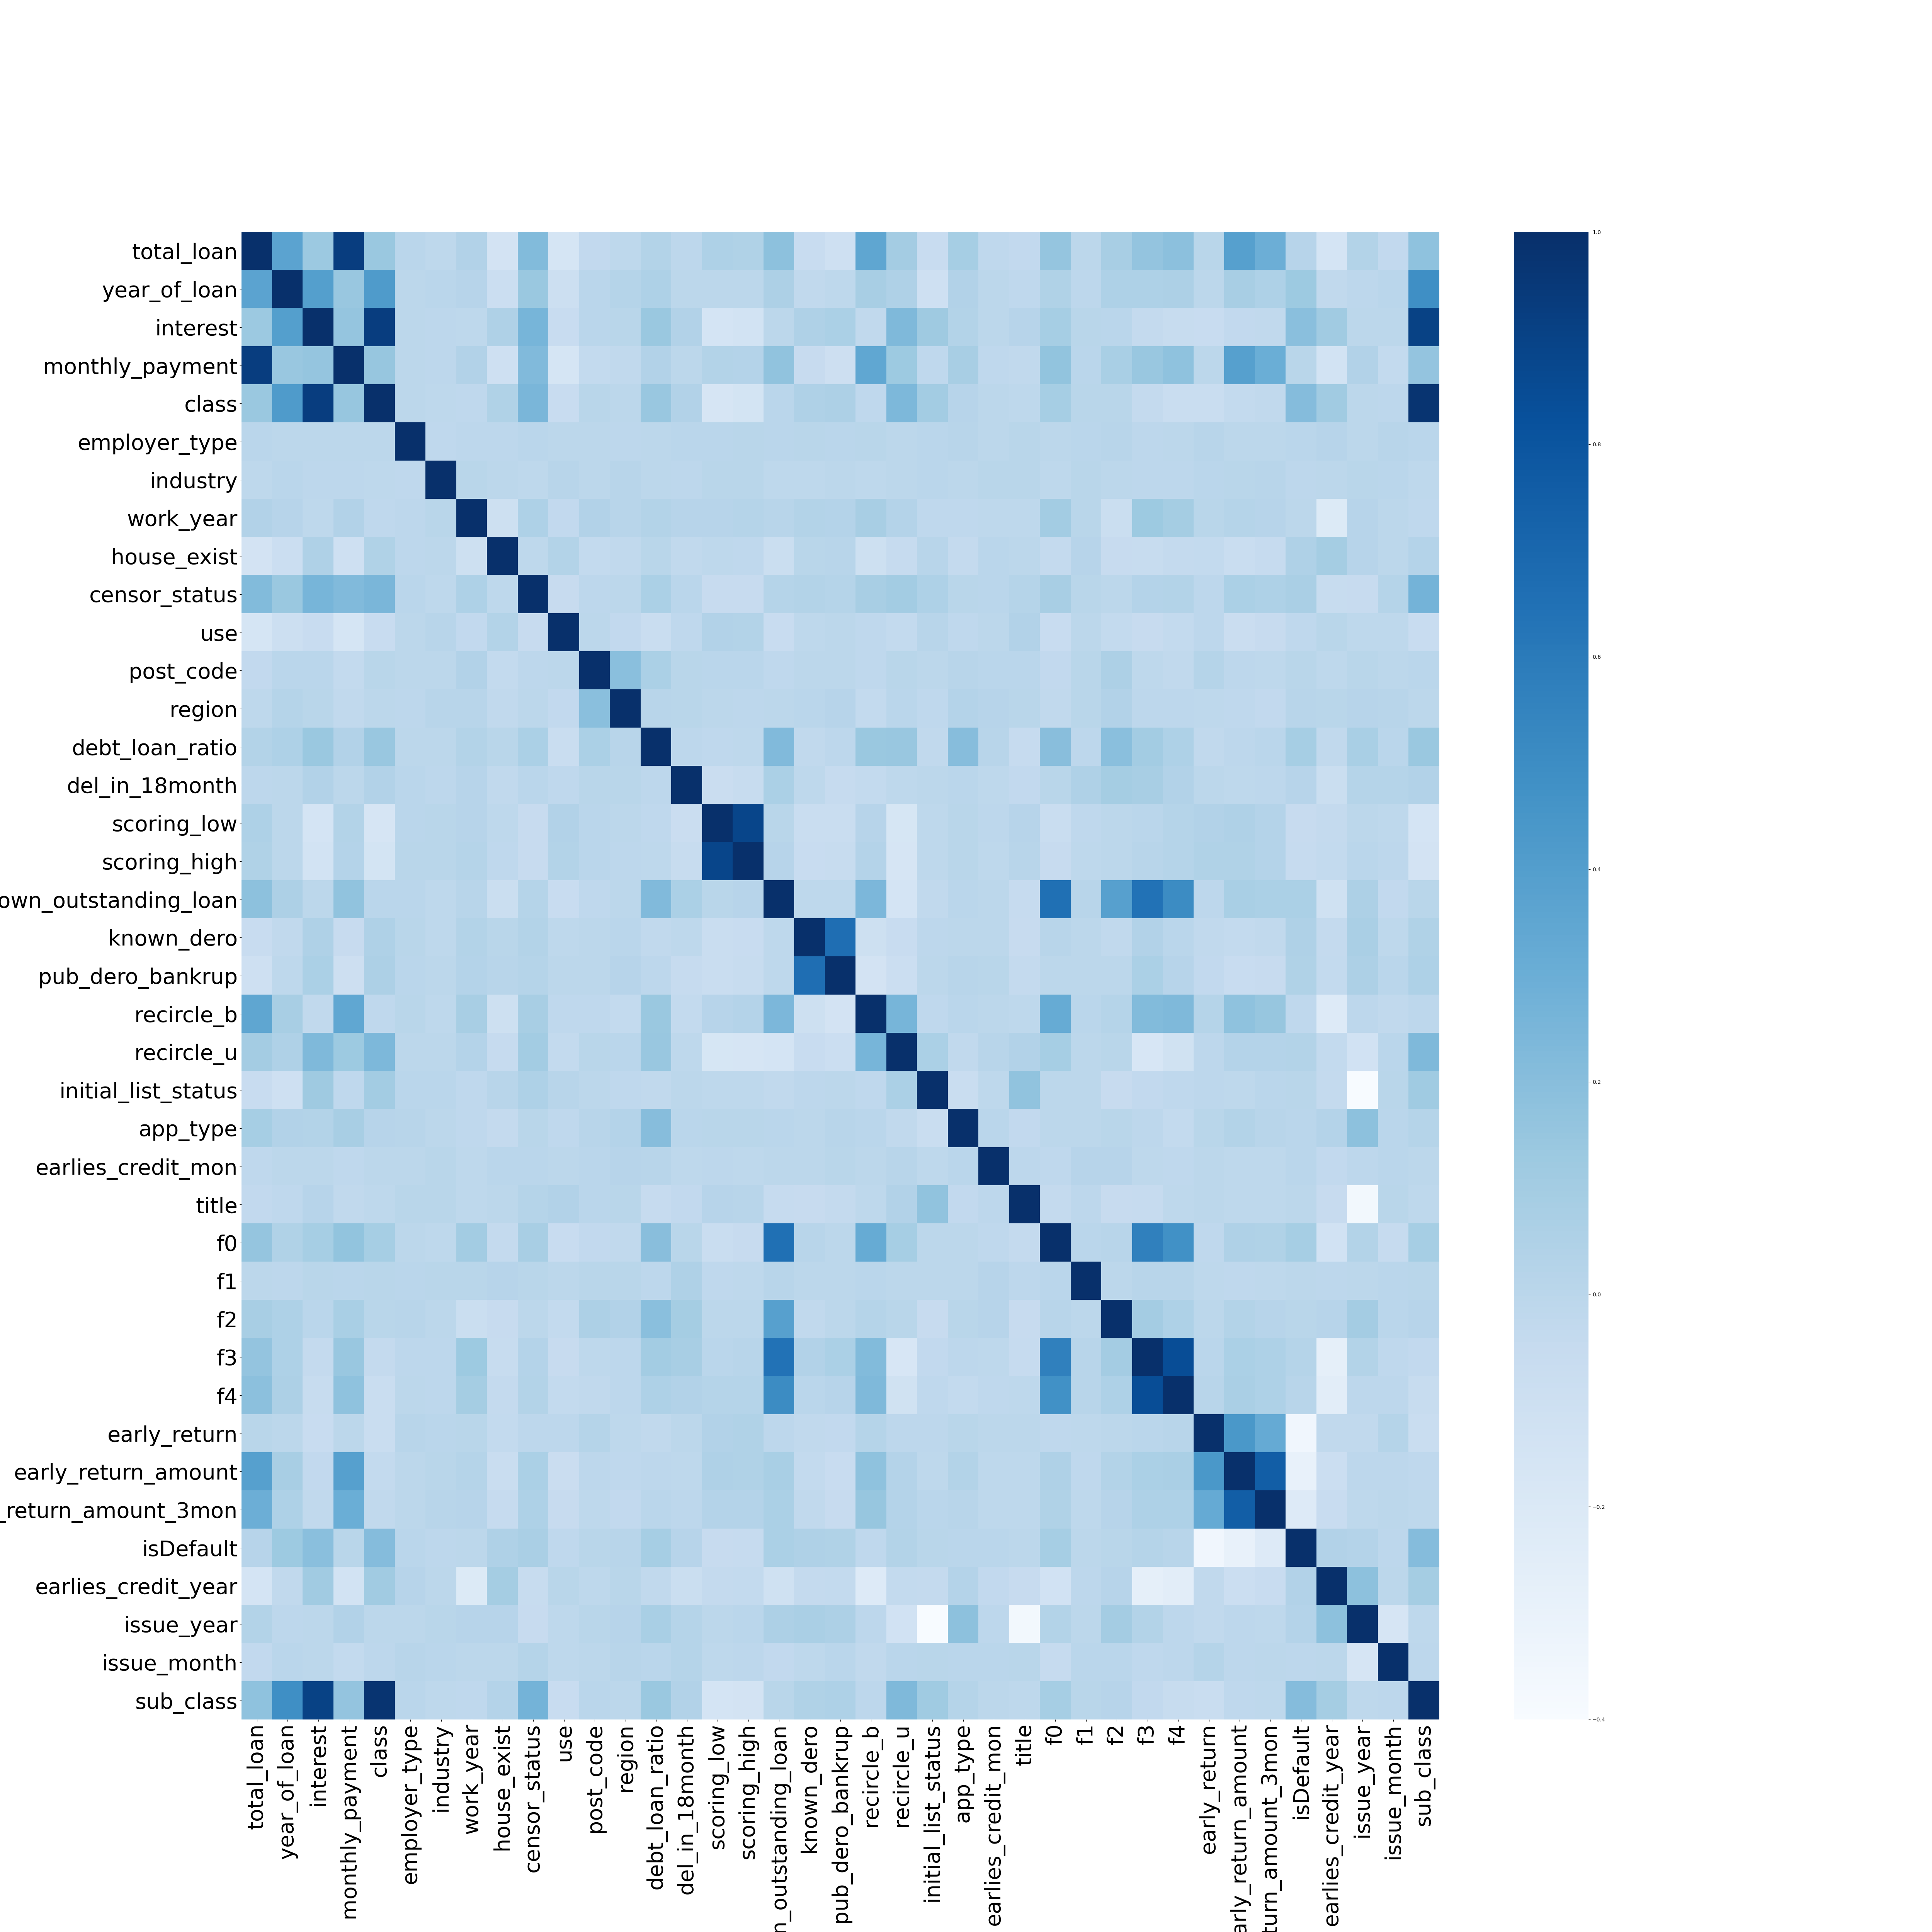 total_loan
year_of_loan
interest
monthly_payment
class
employer_type
industry
work_year
house_exist
censor_status
use
post_code
region
debt_loan_ratio
del_in_18month
scoring_low
scoring_high
own_outstanding_loan
known_dero
pub_dero_bankrup
recircle_b
recircle_u
initial_list_status
app_type
earlies_credit_mon
title
f0
f1
f2
f3
f4
early_return
early_return_amount
_return_amount_3mon
isDefault
earlies_credit_year
issue_year
issue_month
sub_class
total_loan
year_of_loan
interest
monthly_payment
class
employer_type
industry
work_year
house_exist
censor_status
use
post_code
region
debt_loan_ratio
del_in_18month
scoring_low
scoring_high
n_outstanding_loan
known_dero
pub_dero_bankrup
recircle_b
recircle_u
initial_list_status
app_type
earlies_credit_mon
title
f0
f1
f2
f3
f4
early_return
early_return_amount
turn_amount_3mon
isDefault
earlies_credit_year
issue_year
issue_month
sub_class
1.0
0.8
0.6
0.4
0.2
0.0
−0.2
−0.4